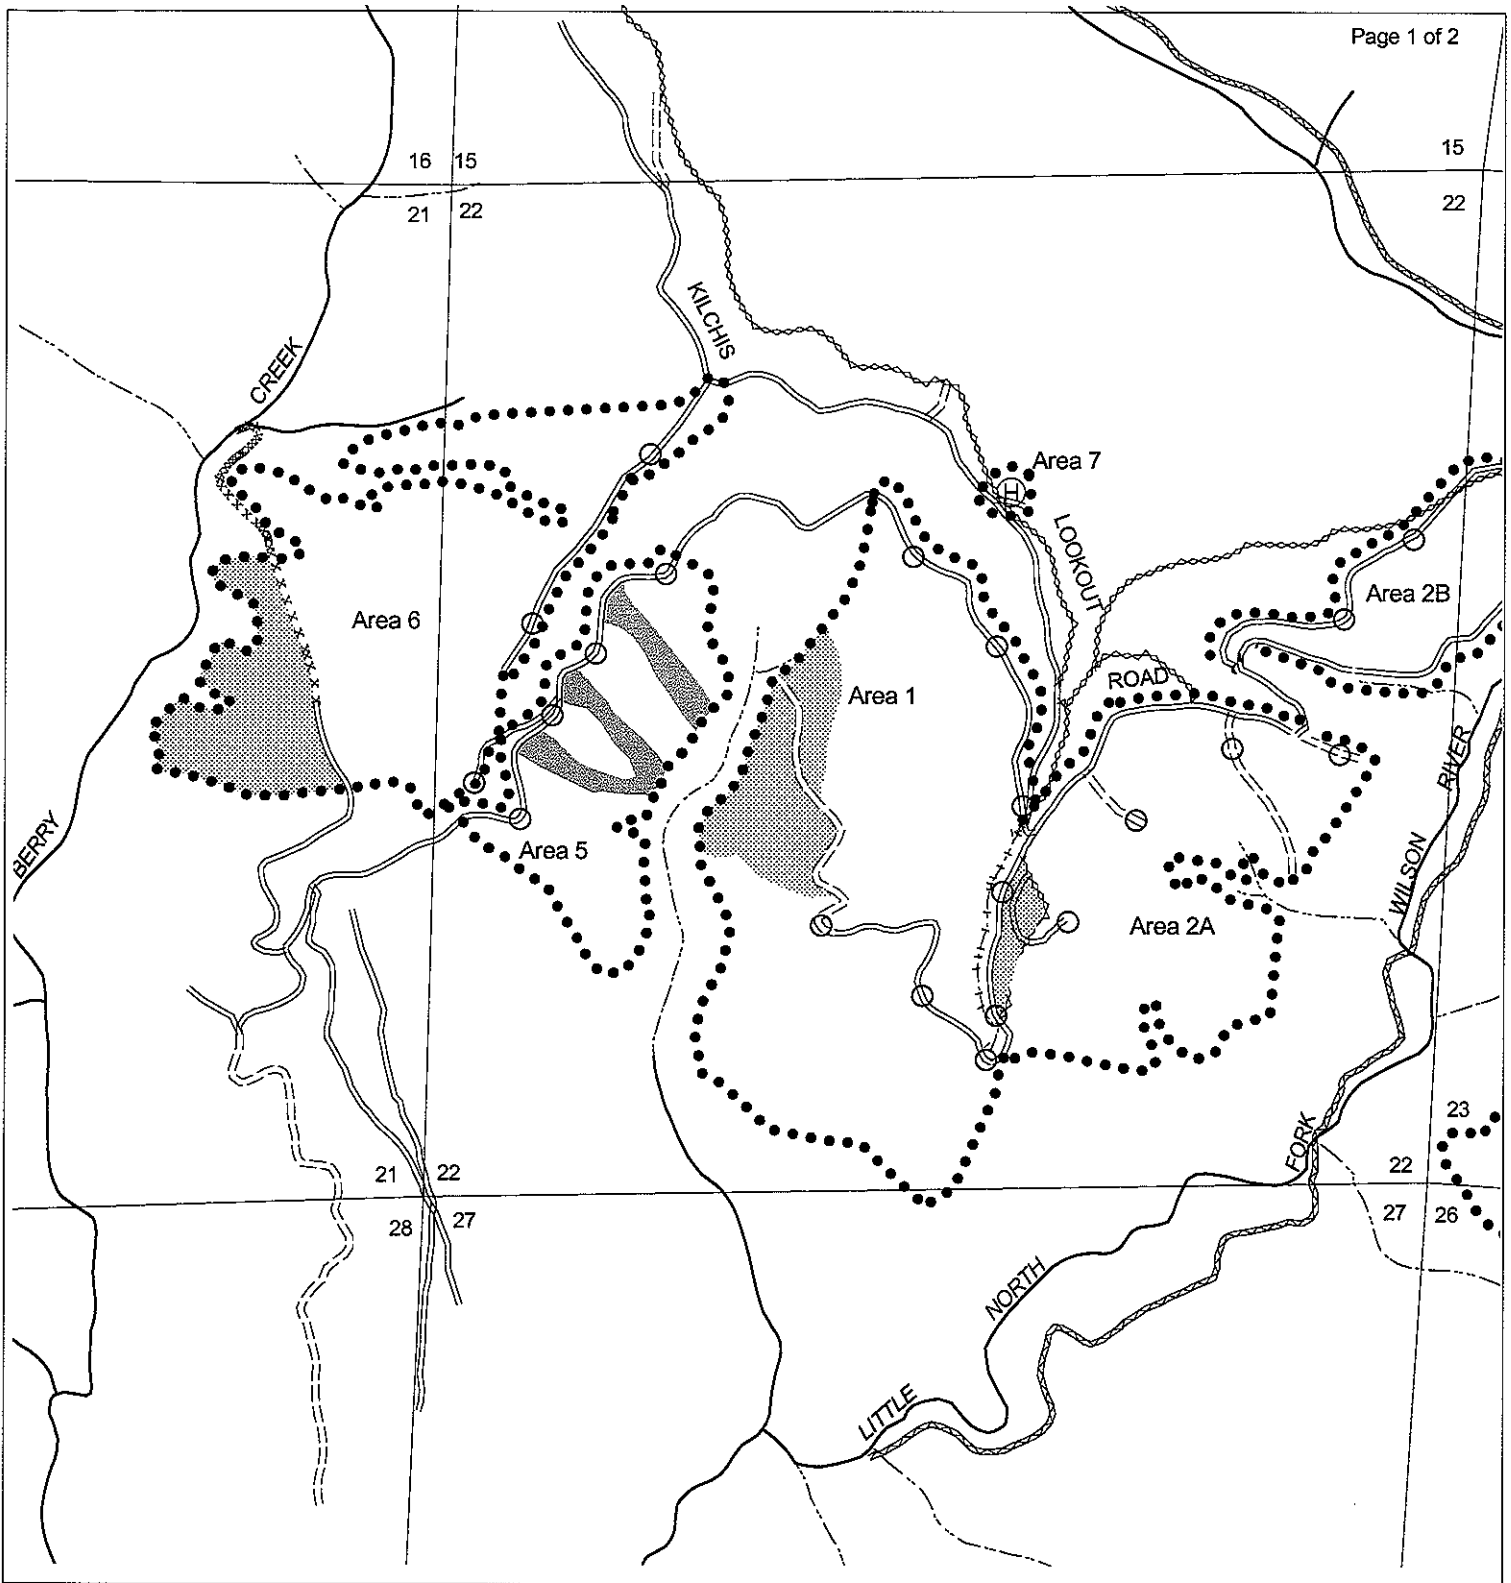 Page 1 of 2
16 15
15
21 22
22
KILCHIS
CREEK
Area 7
H
LOOKOUT
Area 2B
Area 6
ROAD
Area 1
RIVER
BERRY
Area 5
WILSON
Area 2A
23
FORK
21 22
22
28 27
27 26
NORTH
LITTLE